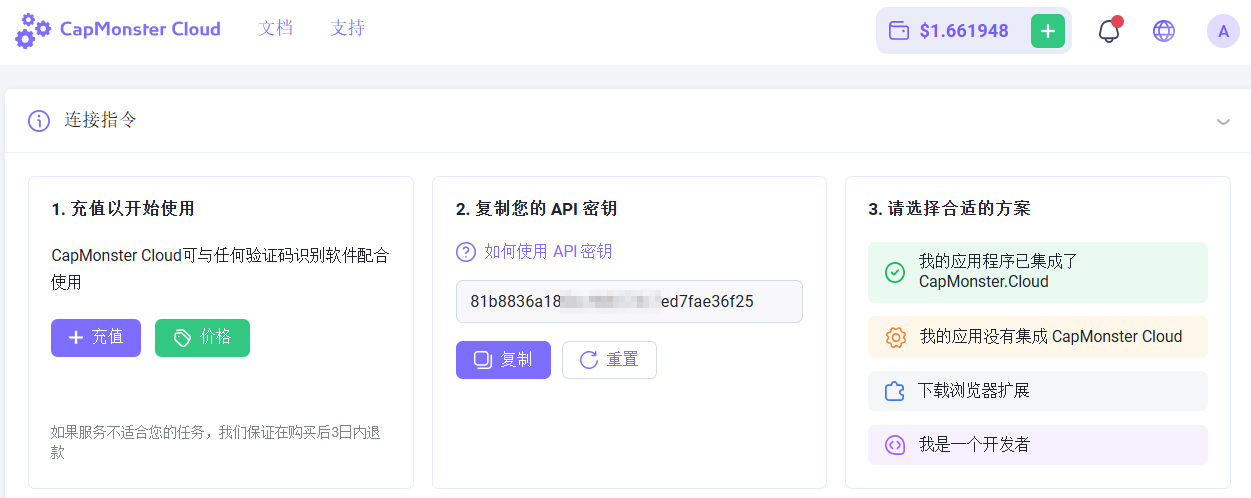 CapMonster Cloud 文档 支持 $1.661948 A
连接指令
1. 充值以开始使用
CapMonster Cloud可与任何验证码识别软件配合
使用
充值 价格
如果服务不适合您的任务，我们保证在购买后3日内退
款
2. 复制您的 API 密钥
如何使用 API 密钥
81b8836a18 ed7fae36f25
复制 重置
3. 请选择合适的方案
我的应用程序已集成了
CapMonster.Cloud
我的应用没有集成 CapMonster Cloud
下载浏览器扩展
我是一个开发者